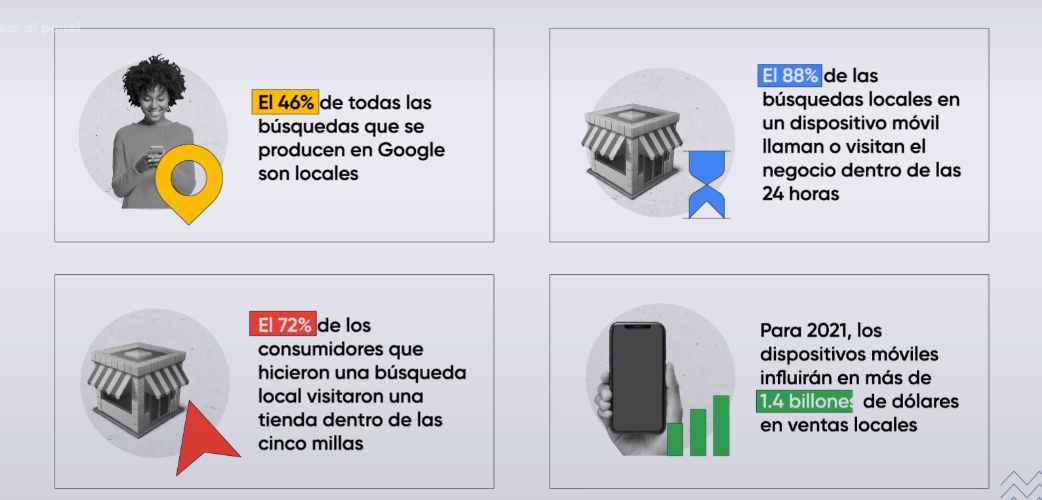 El 46% de todas las
búsquedas que se
producen en Google
son locales
El 88% de las
búsquedas locales en
un dispositivo móvil
llaman o visitan el
negocio dentro de las
24 horas
El 72% de los
consumidores que
hicieron una búsqueda
local visitaron una
tienda dentro de las
cinco millas
Para 2021, los
dispositivos móviles
influirán en más de
1.4 billones de dólares
en ventas locales